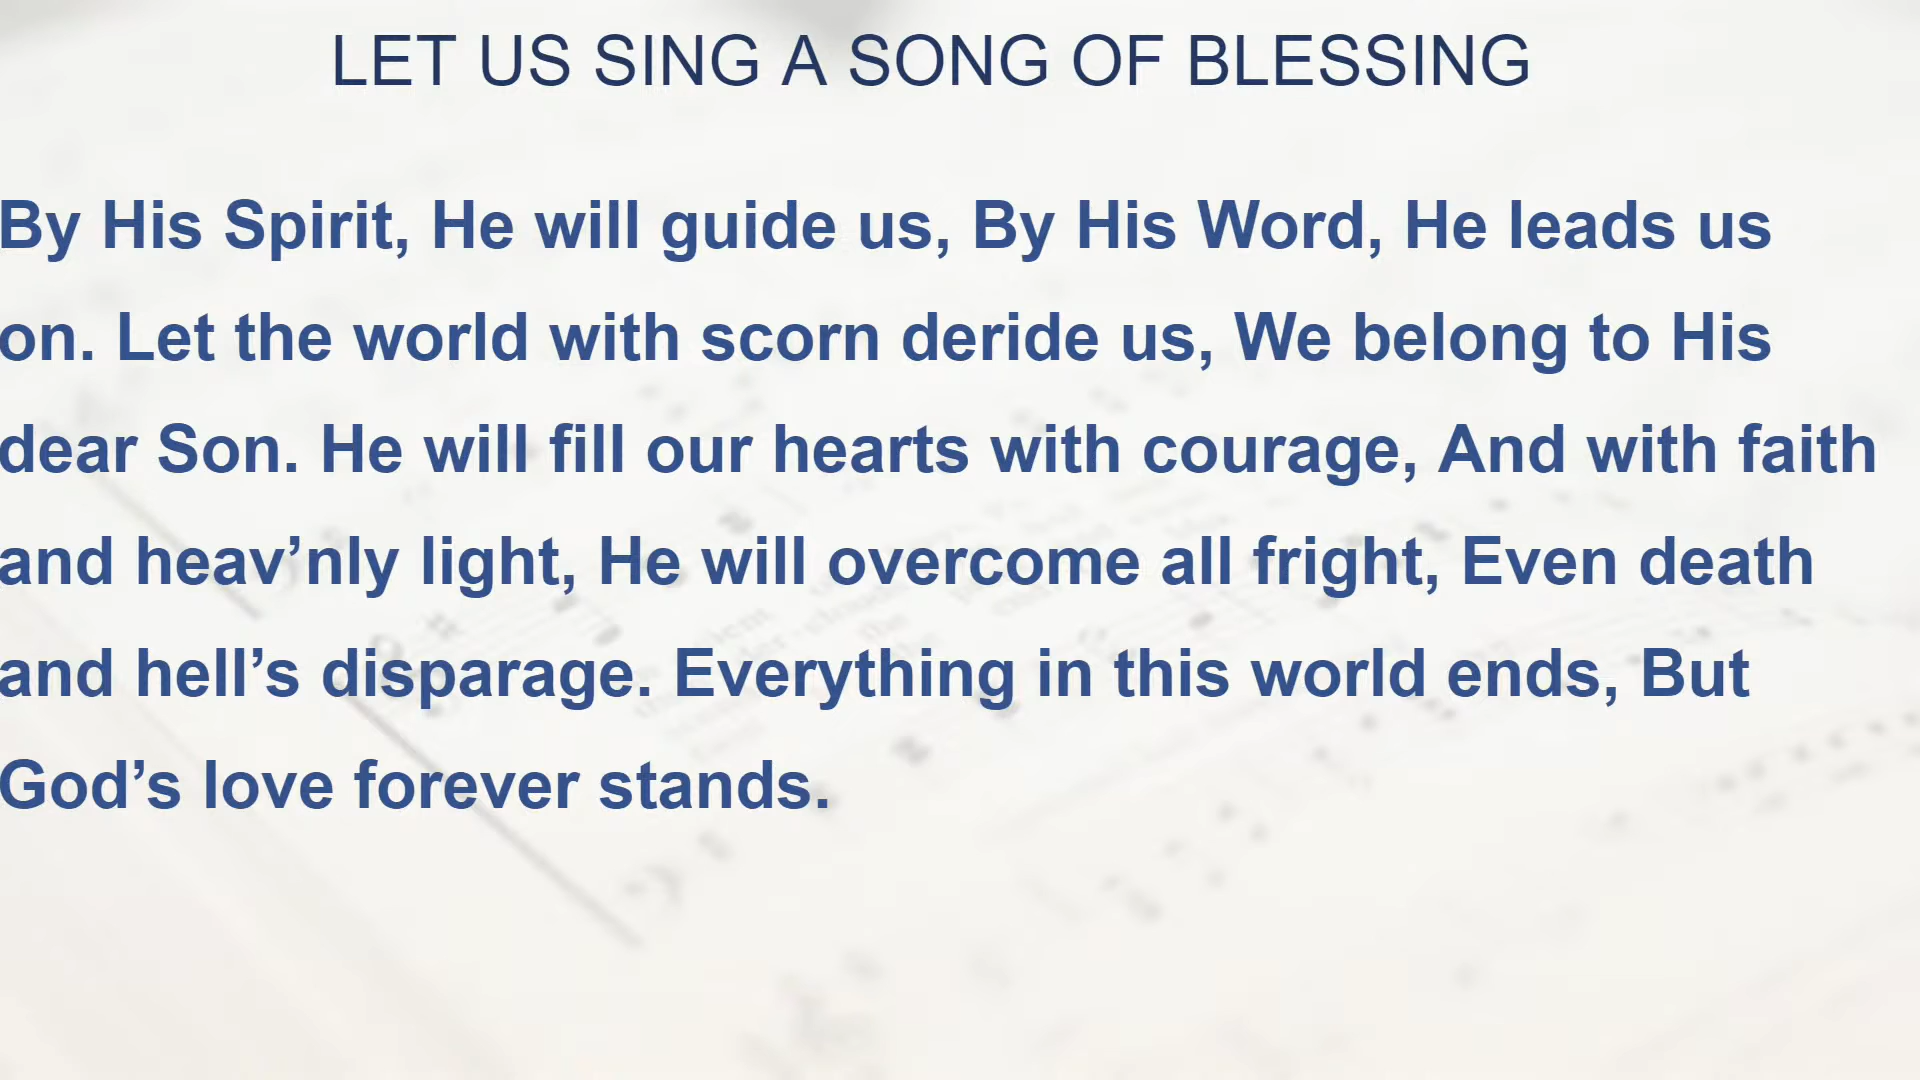 LET US SING A SONG OF BLESSING
By His Spirit, He will guide us, By His Word, He leads us
on. Let the world with scorn deride us, We belong to His
dear Son. He will fill our hearts with courage, And with faith
and heav’nly light, He will overcome all fright, Even death
and hell’s disparage. Everything in this world ends, But
God’s love forever stands.